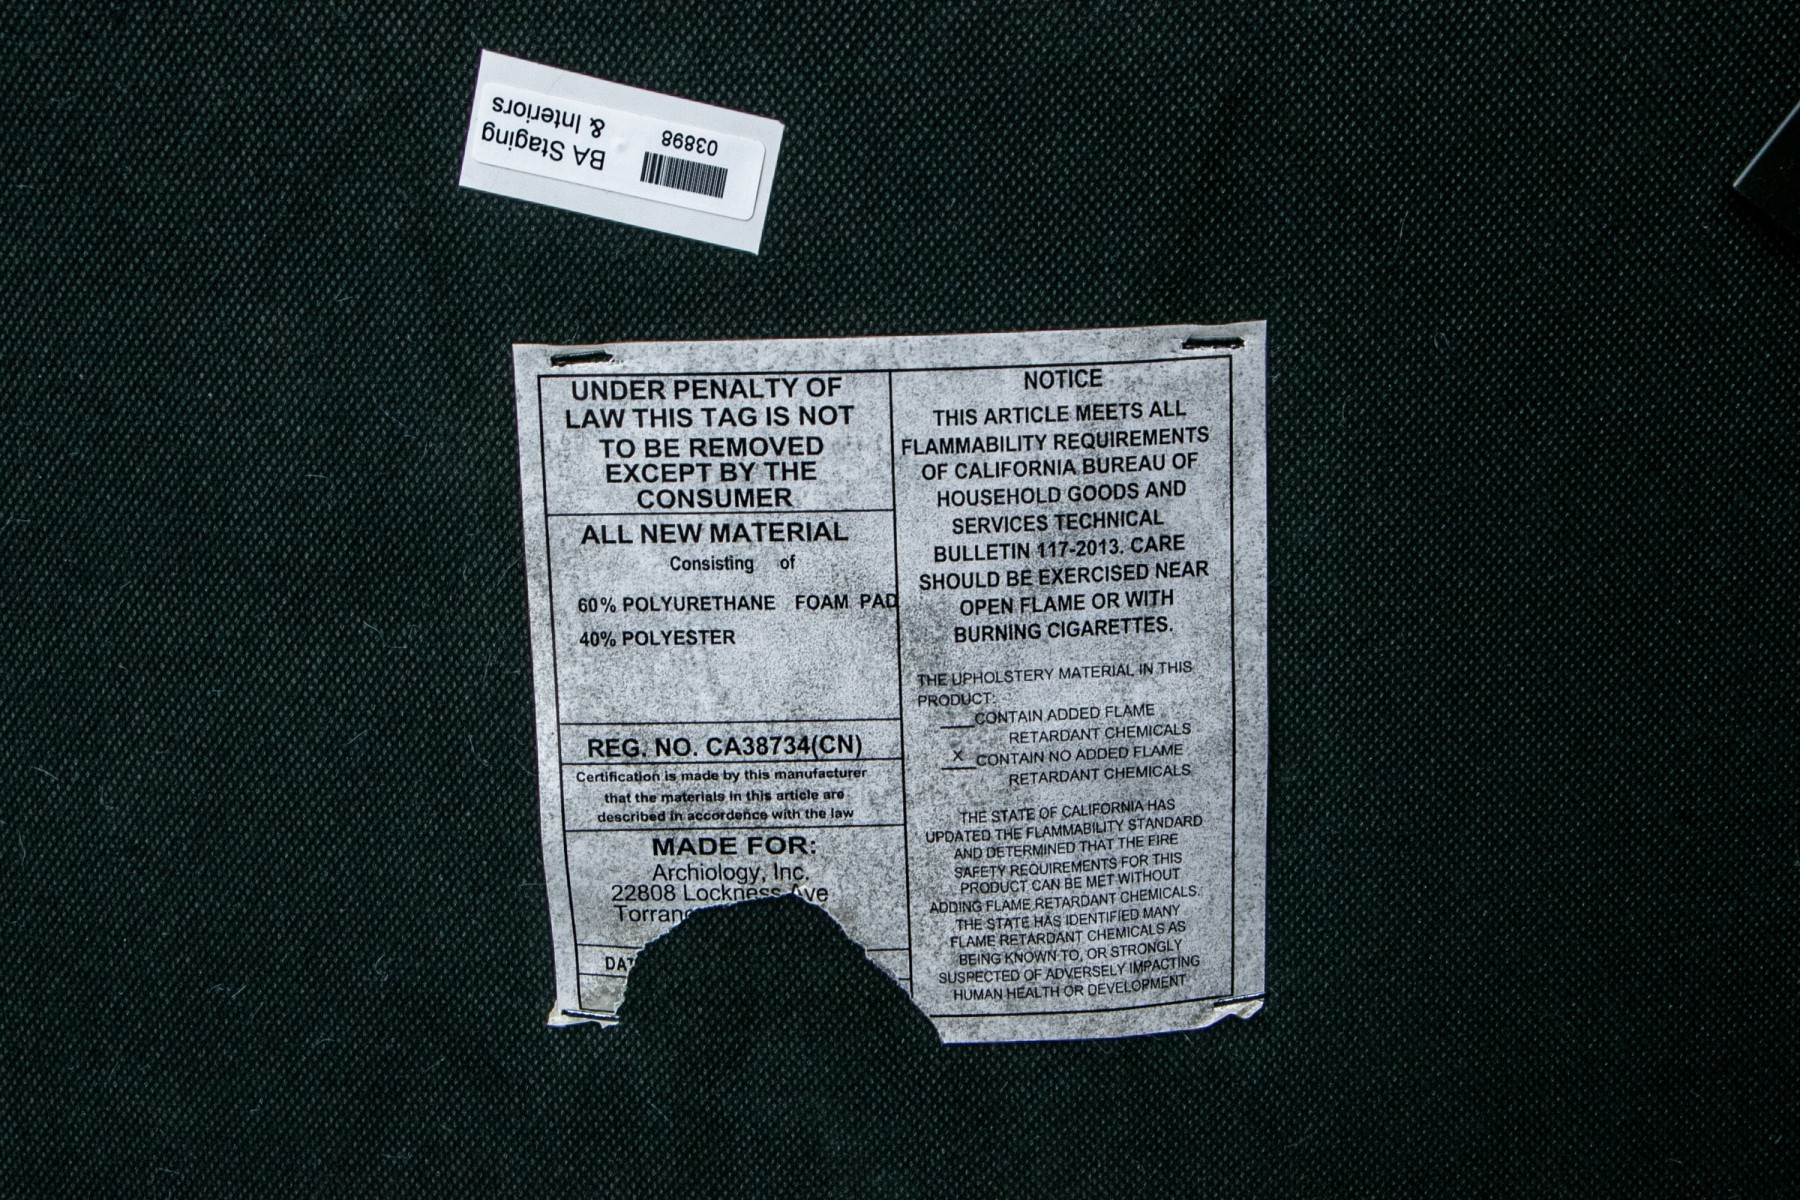 BA Staging
& Interiors
03898
UNDER PENALTY OF
LAW THIS TAG IS NOT
TO BE REMOVED
EXCEPT BY THE
CONSUMER
ALL NEW MATERIAL
Consisting of
60% POLYURETHANE FOAM PAD
40% POLYESTER
REG. NO. CA38734(CN)
Certification is made by this manufacturer
that the materials in this article are
described in accordence with the law
MADE FOR:
Archiology, Inc.
22808 Lockness Ave
Torranc
DAT
NOTICE
THIS ARTICLE MEETS ALL
FLAMMABILITY REQUIREMENTS
OF CALIFORNIA BUREAU OF
HOUSEHOLD GOODS AND
SERVICES TECHNICAL
BULLETIN 117-2013. CARE
SHOULD BE EXERCISED NEAR
OPEN FLAME OR WITH
BURNING CIGARETTES.
THE UPHOLSTERY MATERIAL IN THIS
PRODUCT:
___CONTAIN ADDED FLAME
RETARDANT CHEMICALS
X CONTAIN NO ADDED FLAME
RETARDANT CHEMICALS
THE STATE OF CALIFORNIA HAS
UPDATED THE FLAMMABILITY STANDARD
AND DETERMINED THAT THE FIRE
SAFETY REQUIREMENTS FOR THIS
PRODUCT CAN BE MET WITHOUT
ADDING FLAME RETARDANT CHEMICALS.
THE STATE HAS IDENTIFIED MANY
FLAME RETARDANT CHEMICALS AS
BEING KNOWN TO, OR STRONGLY
SUSPECTED OF ADVERSELY IMPACTING
HUMAN HEALTH OR DEVELOPMENT